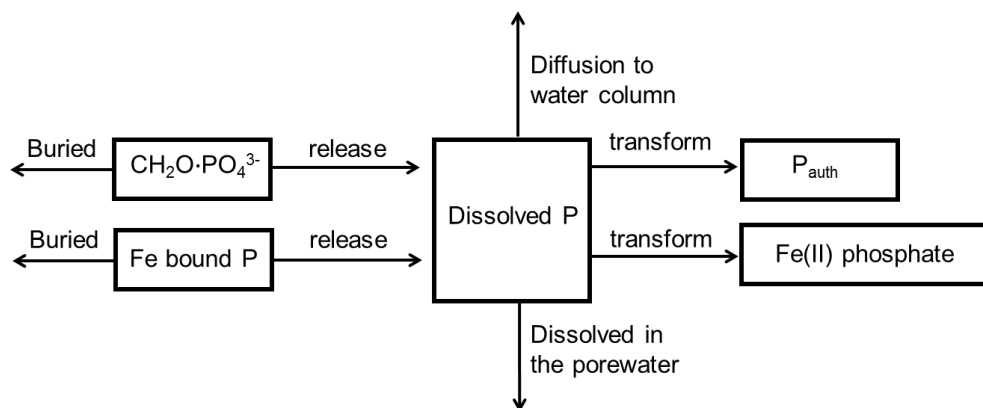 Diffusion to
water column
Buried
CH₂O·PO₄³⁻
release
transform
P_auth
Dissolved P
Buried
Fe bound P
release
transform
Fe(II) phosphate
Dissolved in
the porewater